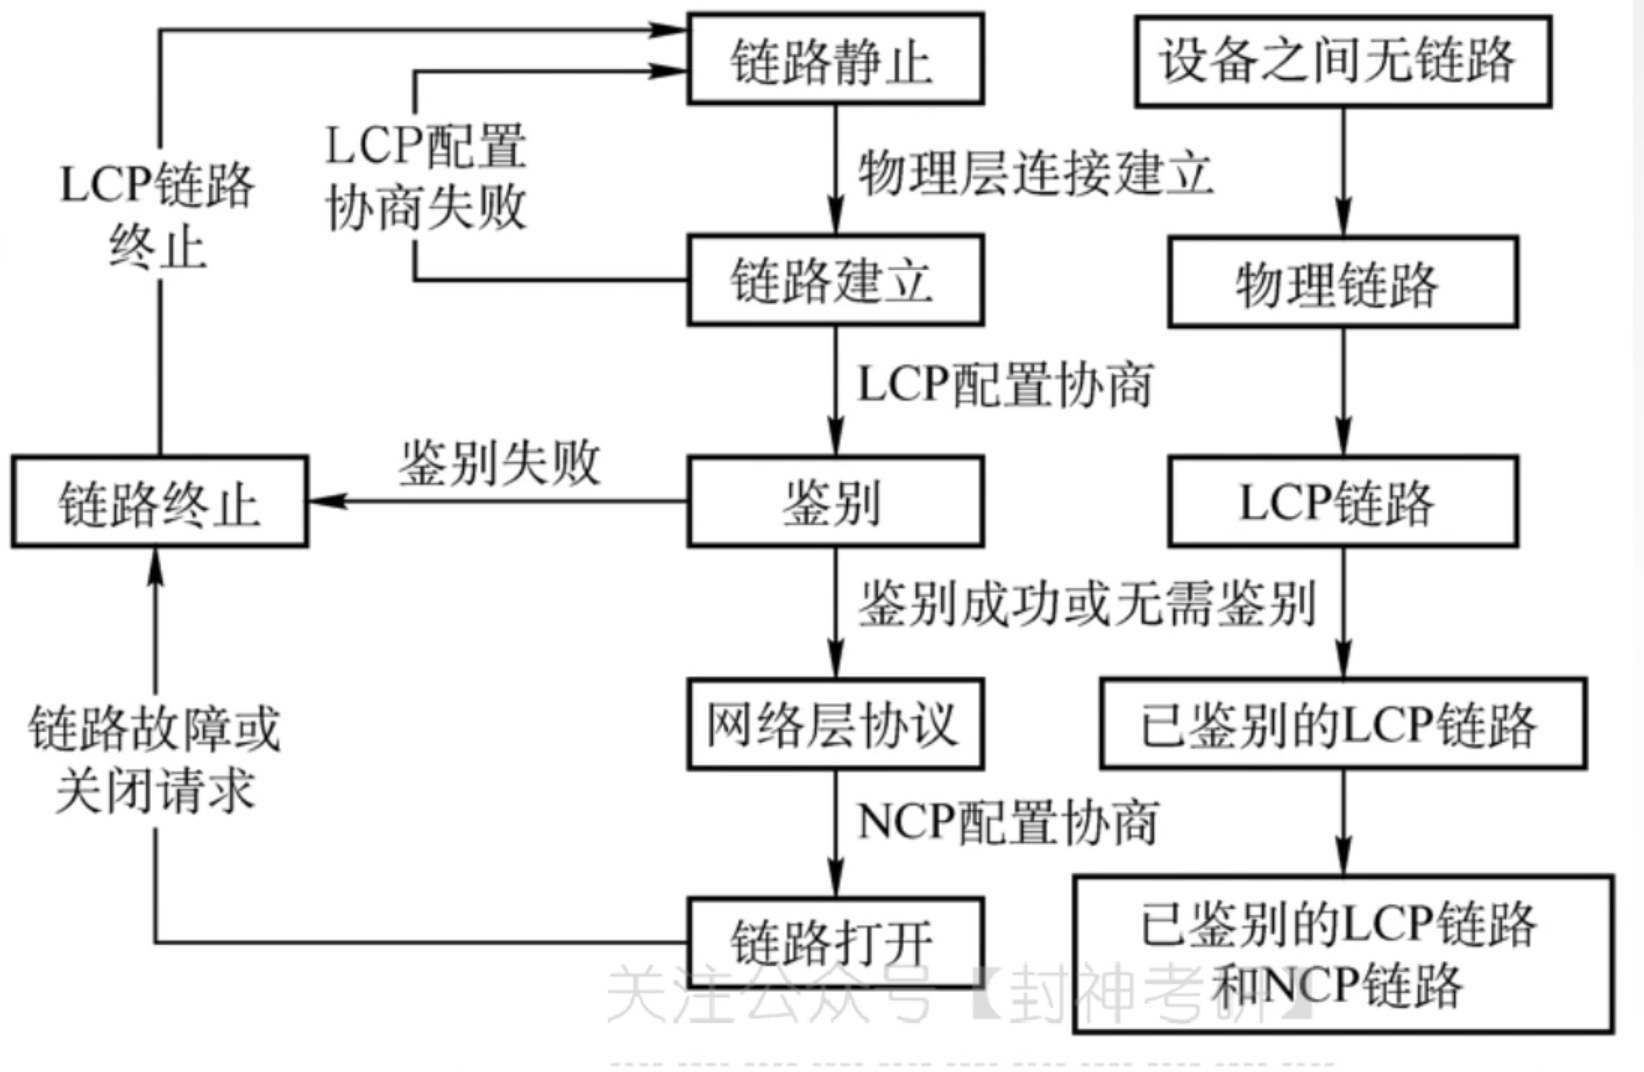 链路静止
设备之间无链路
LCP配置
协商失败
物理层连接建立
LCP链路
终止
链路建立
物理链路
LCP配置协商
鉴别失败
链路终止
鉴别
LCP链路
鉴别成功或无需鉴别
网络层协议
已鉴别的LCP链路
链路故障或
关闭请求
NCP配置协商
链路打开
已鉴别的LCP链路
和NCP链路
关注公众号【封神考研】